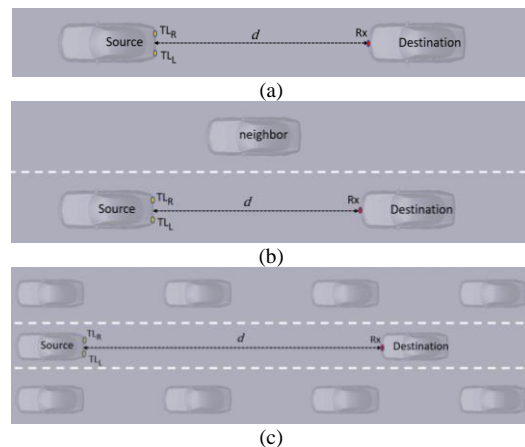 TLR
Source d Rx Destination
TLL
(a)
neighbor
TLR
Source d Rx Destination
TLL
(b)
TLR
Source d Rx Destination
TLL
(c)